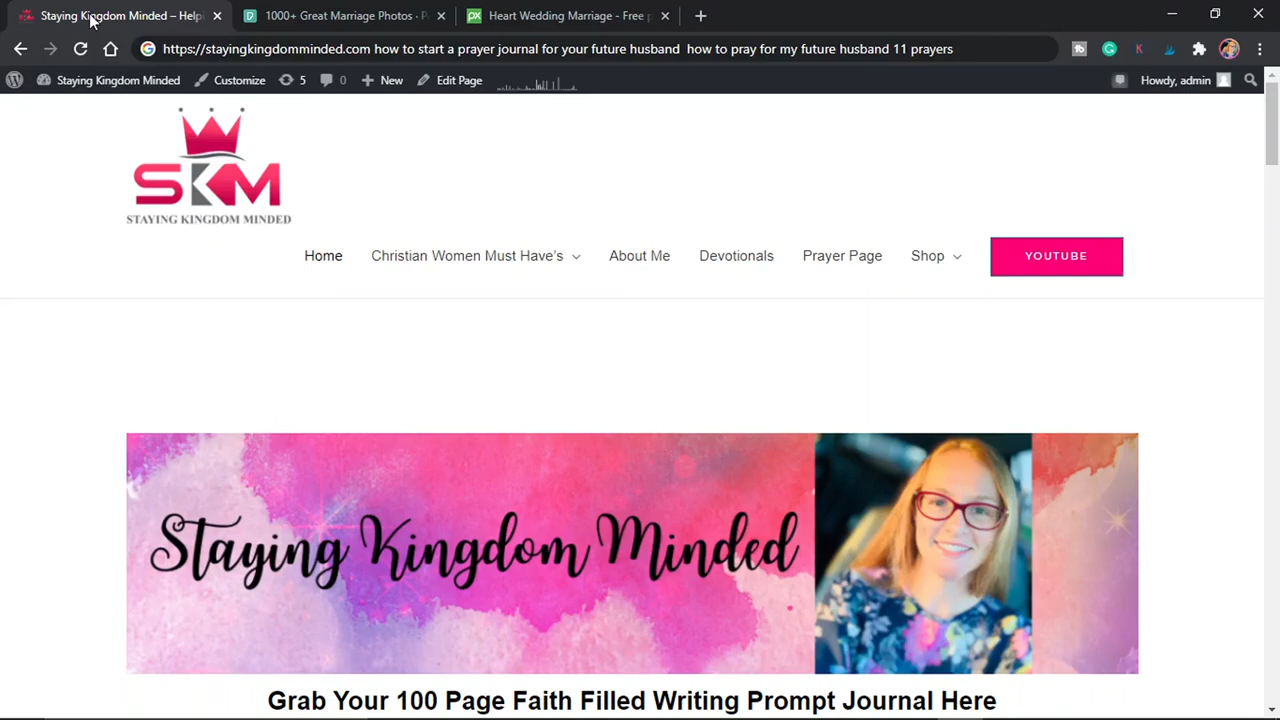 Staying Kingdom Minded – Helpi
1000+ Great Marriage Photos · P
PX Heart Wedding Marriage - Free p
https://stayingkingdomminded.com how to start a prayer journal for your future husband how to pray for my future husband 11 prayers
Staying Kingdom Minded Customize 5 0 New Edit Page Howdy, admin
SKM
STAYING KINGDOM MINDED
Home Christian Women Must Have's About Me Devotionals Prayer Page Shop YOUTUBE
Staying Kingdom Minded
Grab Your 100 Page Faith Filled Writing Prompt Journal Here